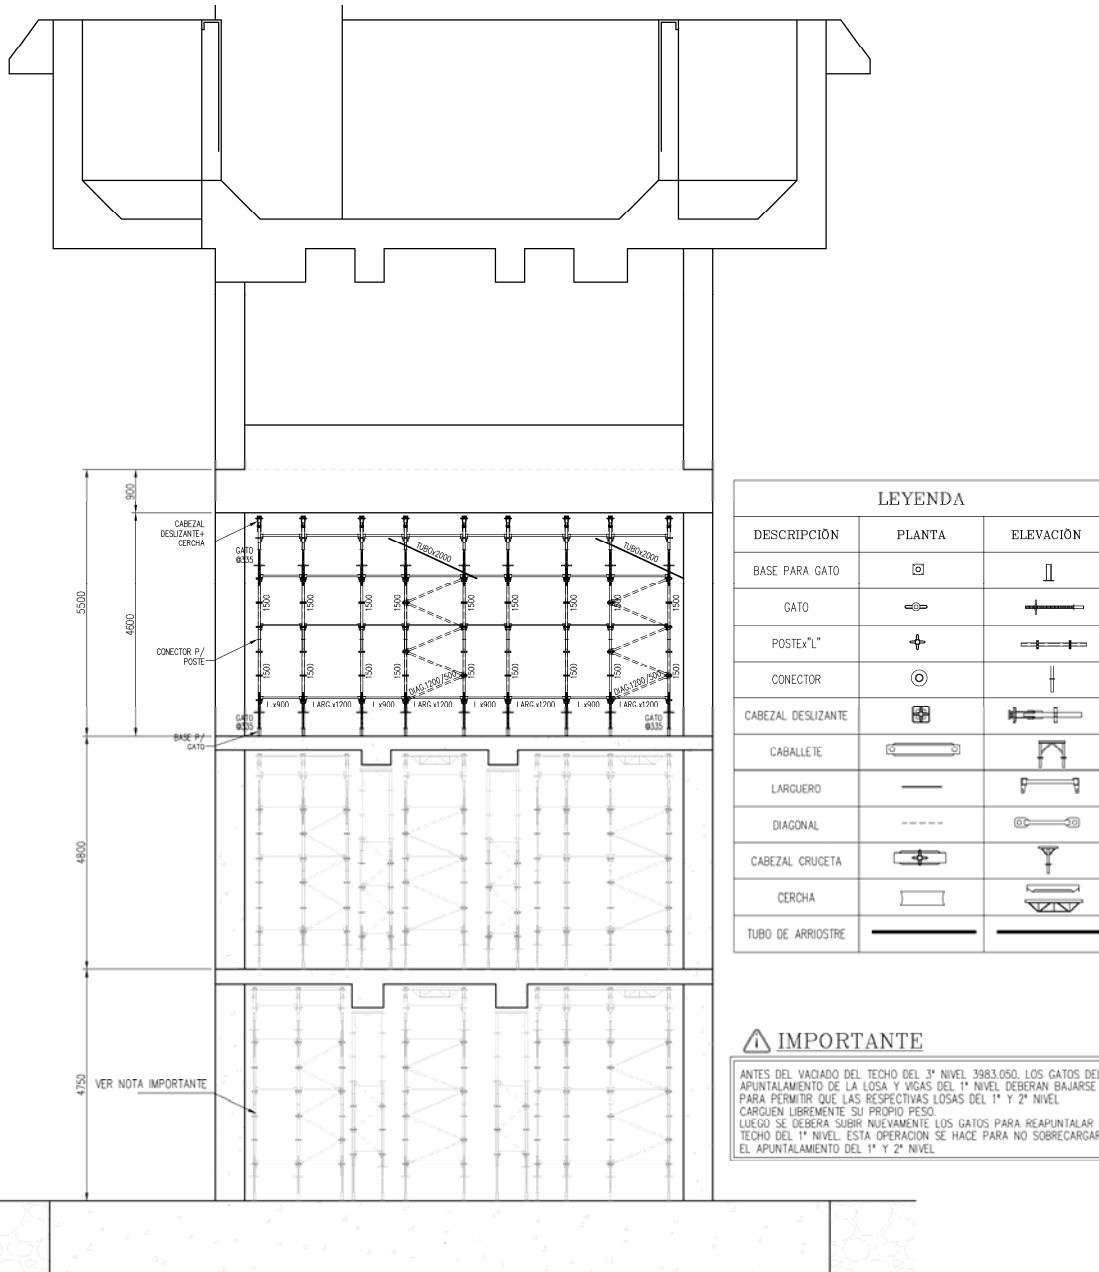 900
5500
4600
4800
4750
CABEZAL
DESLIZANTE+
CERCHA
GATO
Ø335
CONECTOR P/
POSTE
GATO
Ø335
BASE P/
GATO
TUBOx2000
TUBOx2000
1500 1500 1500 1500 1500 1500 1500 1500 1500
1500 1500 1500 1500 1500 1500
DIAG.1200/500
DIAG.1200/500
L.x900 LARG.x1200 L.x900 LARG.x1200 LARG.x1200 L.x900 LARG.x1200
GATO
Ø335
VER NOTA IMPORTANTE
LEYENDA
DESCRIPCIÓN PLANTA ELEVACIÓN
BASE PARA GATO
GATO
POSTEx"L"
CONECTOR
CABEZAL DESLIZANTE
CABALLETE
LARGUERO
DIAGONAL
CABEZAL CRUCETA
CERCHA
TUBO DE ARRIOSTRE
IMPORTANTE
ANTES DEL VACIADO DEL TECHO DEL 3° NIVEL 3983.050, LOS GATOS DEL
APUNTALAMIENTO DE LA LOSA Y VIGAS DEL 1° NIVEL DEBERAN BAJARSE
PARA PERMITIR QUE LAS RESPECTIVAS LOSAS DEL 1° Y 2° NIVEL
CARGUEN LIBREMENTE SU PROPIO PESO.
LUEGO SE DEBERA SUBIR NUEVAMENTE LOS GATOS PARA REAPUNTALAR
TECHO DEL 1° NIVEL. ESTA OPERACION SE HACE PARA NO SOBRECARGAR
EL APUNTALAMIENTO DEL 1° Y 2° NIVEL